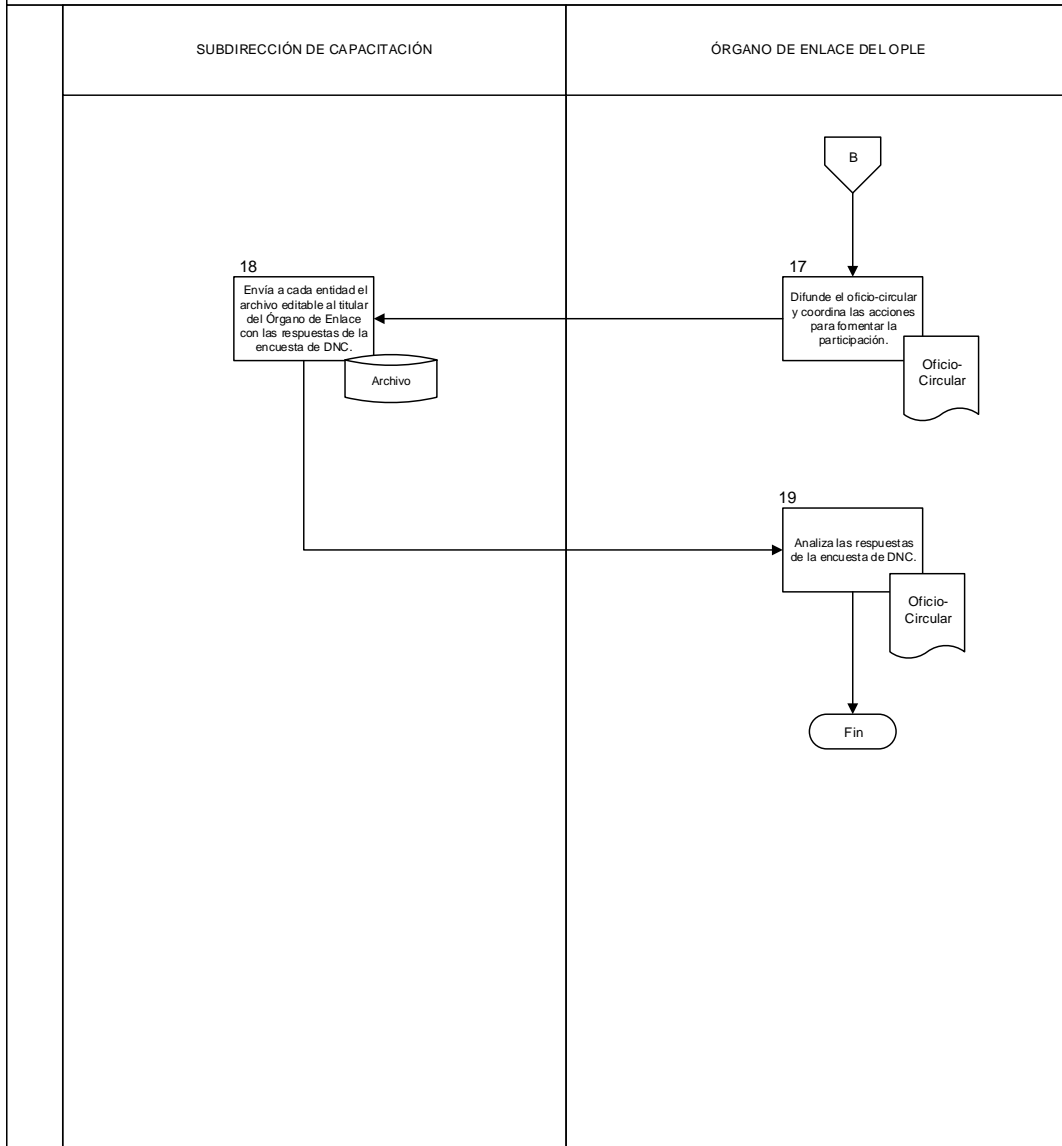 SUBDIRECCIÓN DE CAPACITACIÓN
ÓRGANO DE ENLACE DEL OPLE
B
17
Difunde el oficio-circular
y coordina las acciones
para fomentar la
participación.
Oficio-
Circular
18
Envía a cada entidad el
archivo editable al titular
del Órgano de Enlace
con las respuestas de la
encuesta de DNC.
Archivo
19
Analiza las respuestas
de la encuesta de DNC.
Oficio-
Circular
Fin